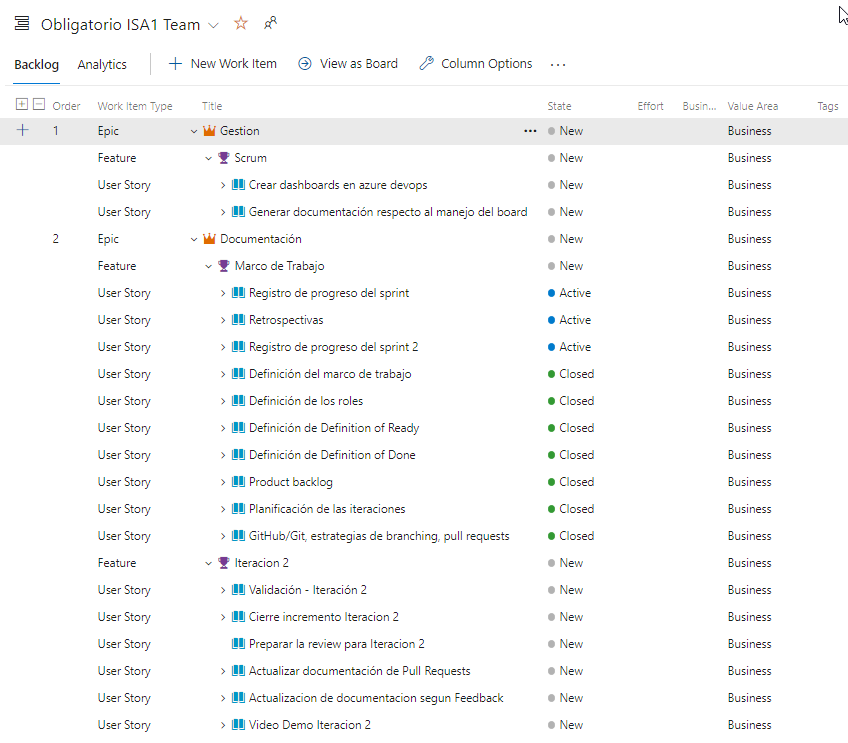 Obligatorio ISA1 Team
Backlog Analytics New Work Item View as Board Column Options ...
Order Work Item Type Title State Effort Busin... Value Area Tags
1 Epic Gestion ... New Business
Feature Scrum New Business
User Story Crear dashboards en azure devops New Business
User Story Generar documentación respecto al manejo del board New Business
2 Epic Documentación New Business
Feature Marco de Trabajo New Business
User Story Registro de progreso del sprint Active Business
User Story Retrospectivas Active Business
User Story Registro de progreso del sprint 2 Active Business
User Story Definición del marco de trabajo Closed Business
User Story Definición de los roles Closed Business
User Story Definición de Definition of Ready Closed Business
User Story Definición de Definition of Done Closed Business
User Story Product backlog Closed Business
User Story Planificación de las iteraciones Closed Business
User Story GitHub/Git, estrategias de branching, pull requests Closed Business
Feature Iteracion 2 New Business
User Story Validación - Iteración 2 New Business
User Story Cierre incremento Iteracion 2 New Business
User Story Preparar la review para Iteracion 2 New Business
User Story Actualizar documentación de Pull Requests New Business
User Story Actualizacion de documentacion segun Feedback New Business
User Story Video Demo Iteracion 2 New Business